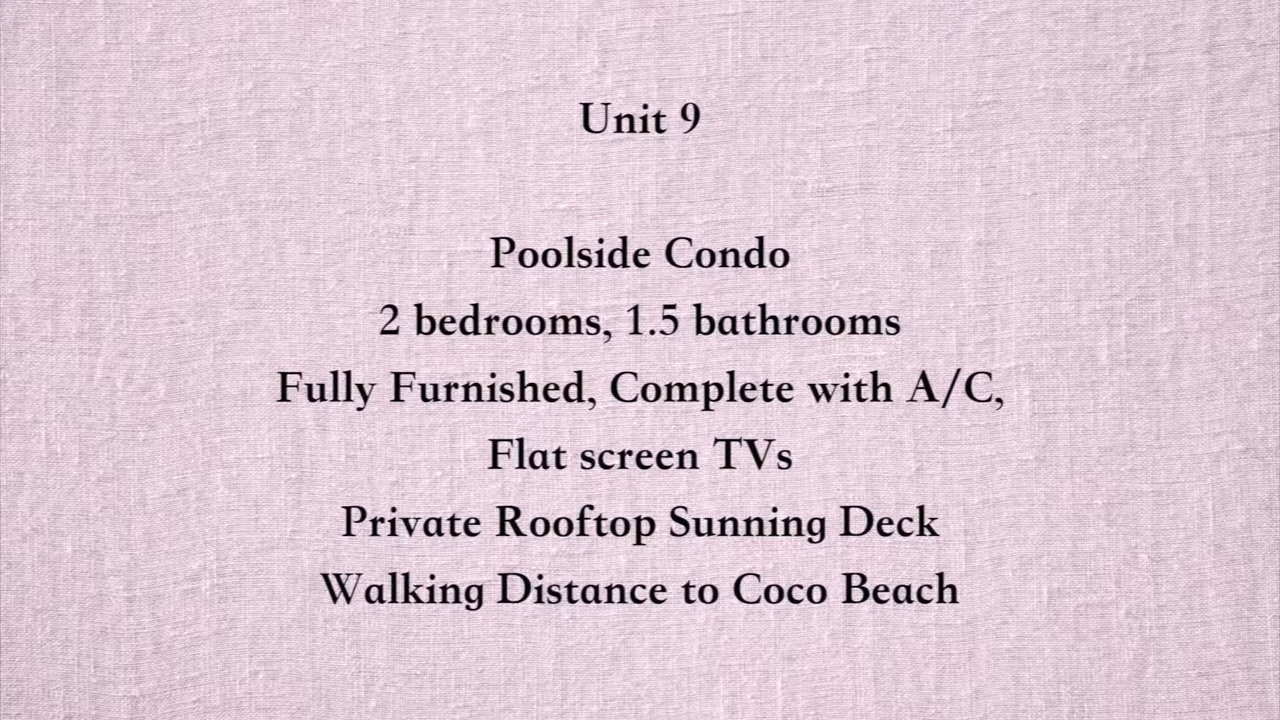 Unit 9
Poolside Condo
2 bedrooms, 1.5 bathrooms
Fully Furnished, Complete with A/C,
Flat screen TVs
Private Rooftop Sunning Deck
Walking Distance to Coco Beach